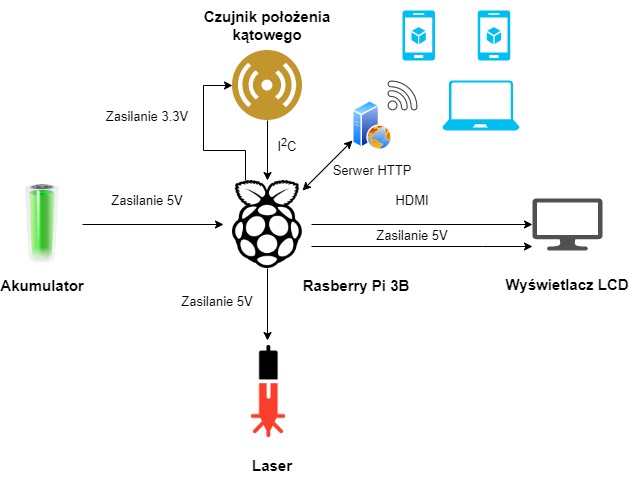 Czujnik położenia
kątowego
Zasilanie 3.3V
I²C
Serwer HTTP
Zasilanie 5V
HDMI
Zasilanie 5V
Akumulator
Rasberry Pi 3B
Wyświetlacz LCD
Zasilanie 5V
Laser